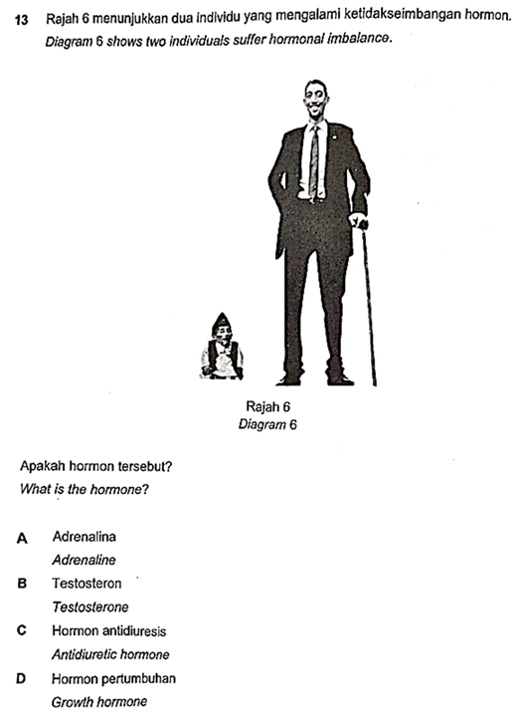 13 Rajah 6 menunjukkan dua individu yang mengalami ketidakseimbangan hormon.
Diagram 6 shows two individuals suffer hormonal imbalance.
Rajah 6
Diagram 6
Apakah hormon tersebut?
What is the hormone?
A Adrenalina
Adrenaline
B Testosteron
Testosterone
C Hormon antidiuresis
Antidiuretic hormone
D Hormon pertumbuhan
Growth hormone